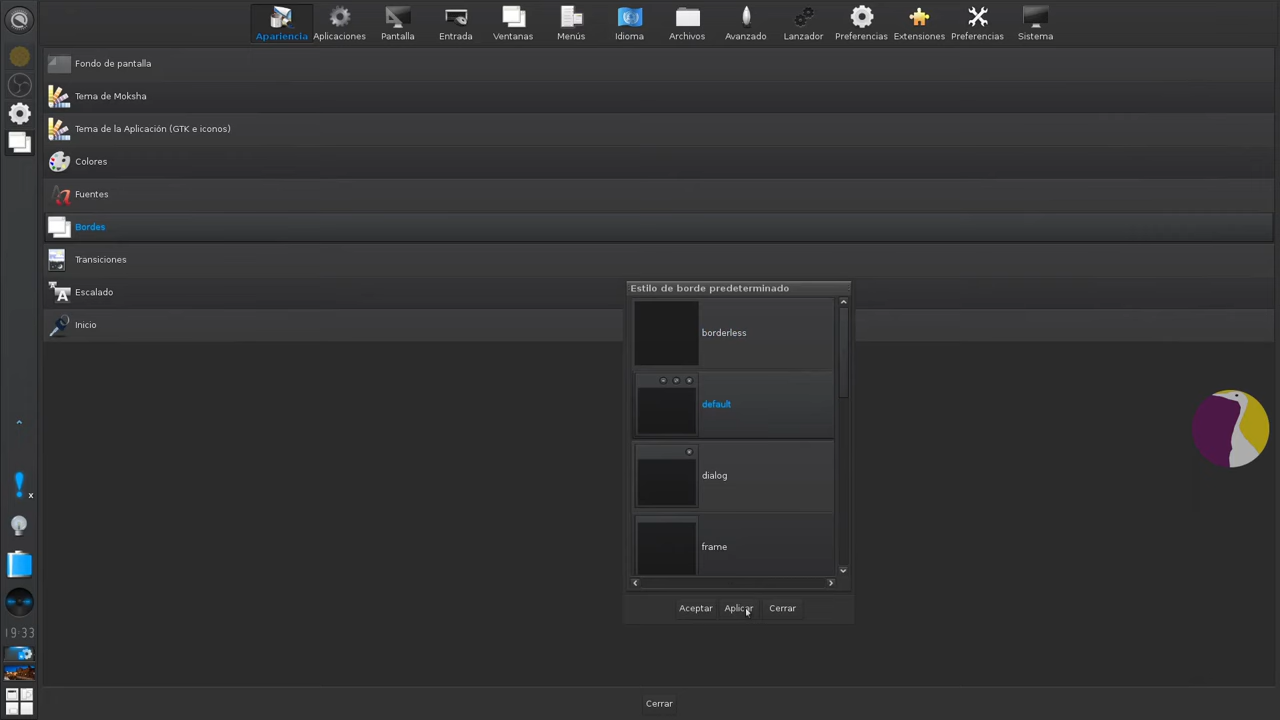 Apariencia
Aplicaciones
Pantalla
Entrada
Ventanas
Menús
Idioma
Archivos
Avanzado
Lanzador
Preferencias
Extensiones
Preferencias
Sistema
Fondo de pantalla
Tema de Moksha
Tema de la Aplicación (GTK e iconos)
Colores
Fuentes
Bordes
Transiciones
Escalado
Inicio
Estilo de borde predeterminado
borderless
default
dialog
frame
Aceptar
Aplicar
Cerrar
x
19:33
Cerrar